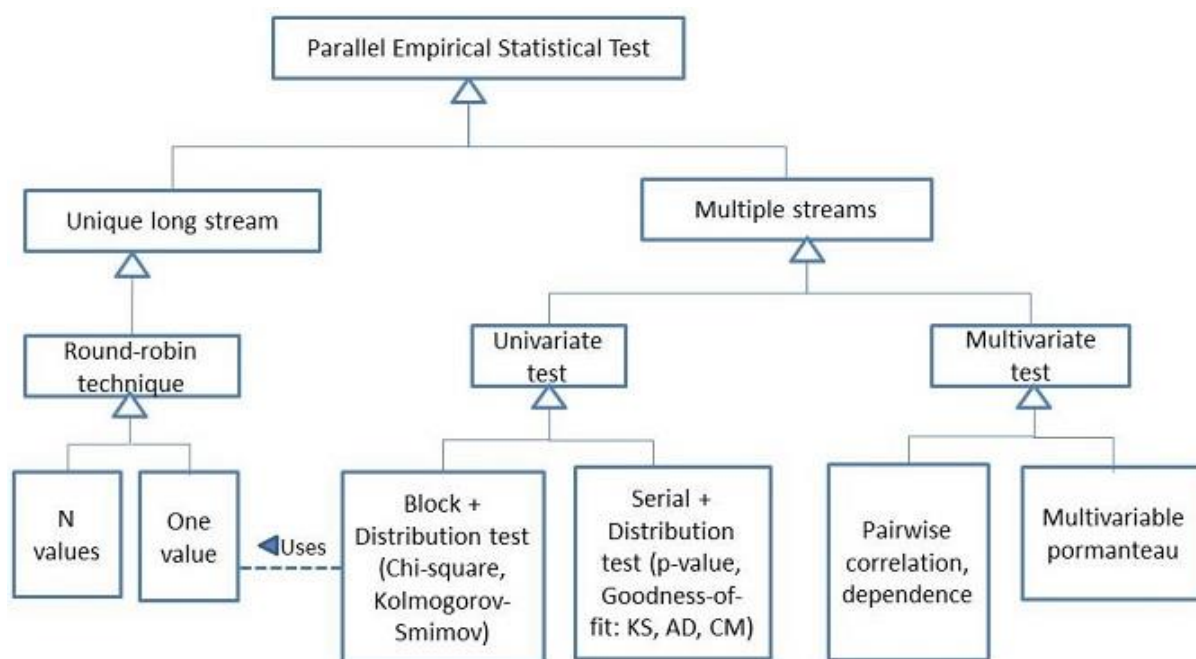 Parallel Empirical Statistical Test
Unique long stream
Multiple streams
Round-robin
technique
Univariate
test
Multivariate
test
N
values
One
value
Uses
Block +
Distribution test
(Chi-square,
Kolmogorov-
Smimov)
Serial +
Distribution
test (p-value,
Goodness-of-
fit: KS, AD, CM)
Pairwise
correlation,
dependence
Multivariable
pormanteau